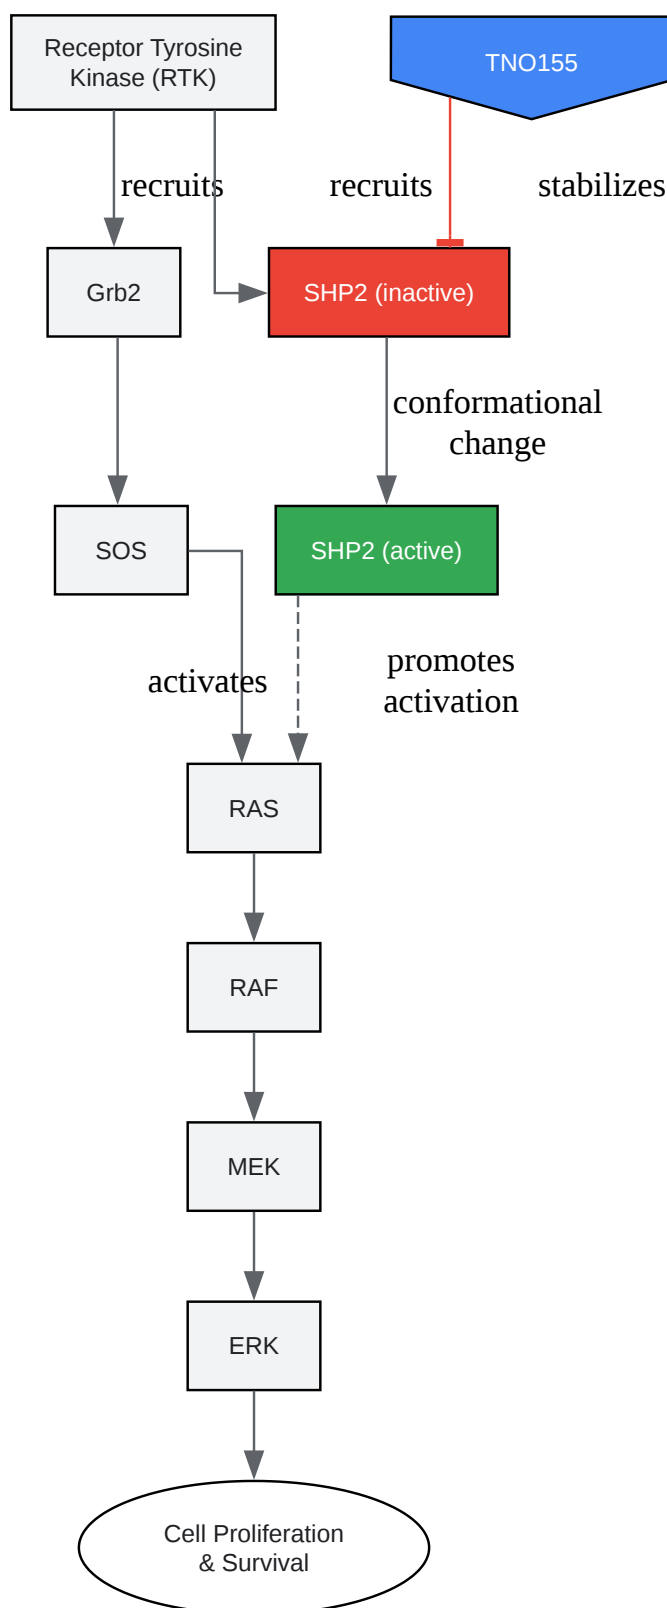 Receptor Tyrosine
Kinase (RTK)
TNO155
recruits
recruits
stabilizes
Grb2
SHP2 (inactive)
conformational
change
SOS
SHP2 (active)
activates
promotes
activation
RAS
RAF
MEK
ERK
Cell Proliferation
& Survival